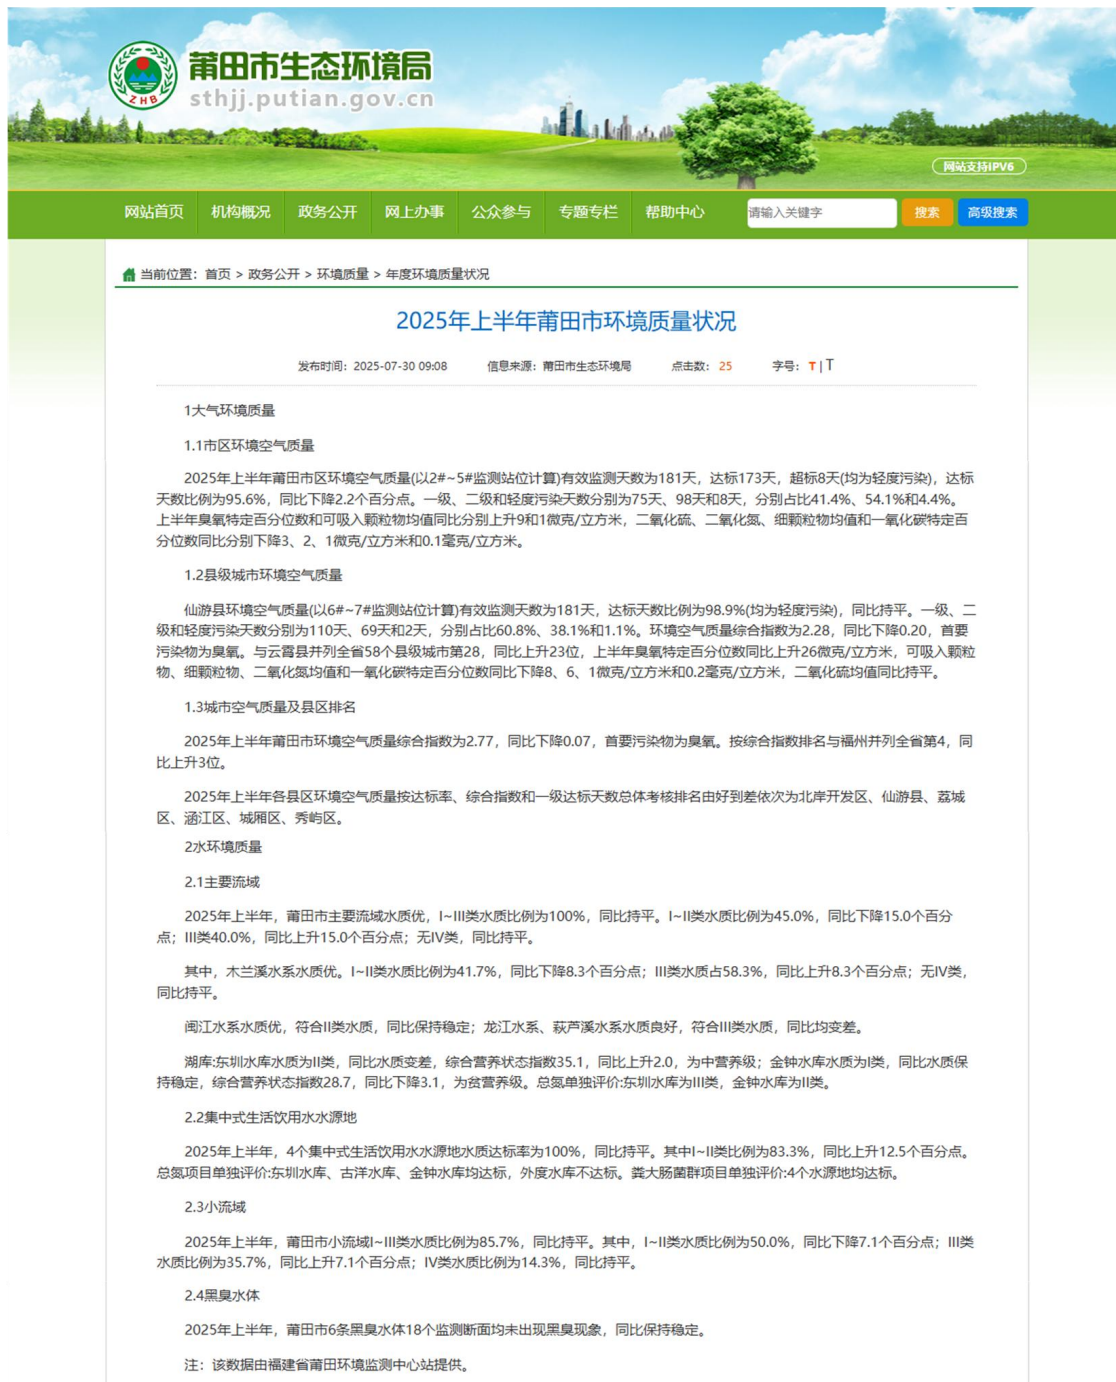 莆田市生态环境局
sthjj.putian.gov.cn
ZHB
网站支持IPV6
网站首页 机构概况 政务公开 网上办事 公众参与 专题专栏 帮助中心 请输入关键字 搜索 高级搜索
当前位置：首页 > 政务公开 > 环境质量 > 年度环境质量状况
2025年上半年莆田市环境质量状况
发布时间：2025-07-30 09:08 信息来源：莆田市生态环境局 点击数：25 字号：T | T
1大气环境质量
1.1市区环境空气质量
2025年上半年莆田市区环境空气质量(以2#~5#监测站位计算)有效监测天数为181天，达标173天，超标8天(均为轻度污染)，达标
天数比例为95.6%，同比下降2.2个百分点。一级、二级和轻度污染天数分别为75天、98天和8天，分别占比41.4%、54.1%和4.4%。
上半年臭氧特定百分位数和可吸入颗粒物均值同比分别上升9和1微克/立方米，二氧化硫、二氧化氮、细颗粒物均值和一氧化碳特定百
分位数同比分别下降3、2、1微克/立方米和0.1毫克/立方米。
1.2县级城市环境空气质量
仙游县环境空气质量(以6#~7#监测站位计算)有效监测天数为181天，达标天数比例为98.9%(均为轻度污染)，同比持平。一级、二
级和轻度污染天数分别为110天、69天和2天，分别占比60.8%、38.1%和1.1%。环境空气质量综合指数为2.28，同比下降0.20，首要
污染物为臭氧。与云霄县并列全省58个县级城市第28，同比上升23位，上半年臭氧特定百分位数同比上升26微克/立方米，可吸入颗粒
物、细颗粒物、二氧化氮均值和一氧化碳特定百分位数同比下降8、6、1微克/立方米和0.2毫克/立方米，二氧化硫均值同比持平。
1.3城市空气质量及县区排名
2025年上半年莆田市环境空气质量综合指数为2.77，同比下降0.07，首要污染物为臭氧。按综合指数排名与福州并列全省第4，同
比上升3位。
2025年上半年各县区环境空气质量按达标率、综合指数和一级达标天数总体考核排名由好到差依次为北岸开发区、仙游县、荔城
区、涵江区、城厢区、秀屿区。
2水环境质量
2.1主要流域
2025年上半年，莆田市主要流域水质优，I~III类水质比例为100%，同比持平。I~II类水质比例为45.0%，同比下降15.0个百分
点；III类40.0%，同比上升15.0个百分点；无IV类，同比持平。
其中，木兰溪水系水质优。I~II类水质比例为41.7%，同比下降8.3个百分点；III类水质占58.3%，同比上升8.3个百分点；无IV类，
同比持平。
闽江水系水质优，符合II类水质，同比保持稳定；龙江水系、萩芦溪水系水质良好，符合III类水质，同比均变差。
湖库:东圳水库水质为II类，同比水质变差，综合营养状态指数35.1，同比上升2.0，为中营养级；金钟水库水质为I类，同比水质保
持稳定，综合营养状态指数28.7，同比下降3.1，为贫营养级。总氮单独评价:东圳水库为III类，金钟水库为II类。
2.2集中式生活饮用水水源地
2025年上半年，4个集中式生活饮用水水源地水质达标率为100%，同比持平。其中I~II类比例为83.3%，同比上升12.5个百分点。
总氮项目单独评价:东圳水库、古洋水库、金钟水库均达标，外度水库不达标。粪大肠菌群项目单独评价:4个水源地均达标。
2.3小流域
2025年上半年，莆田市小流域I~III类水质比例为85.7%，同比持平。其中，I~II类水质比例为50.0%，同比下降7.1个百分点；III类
水质比例为35.7%，同比上升7.1个百分点；IV类水质比例为14.3%，同比持平。
2.4黑臭水体
2025年上半年，莆田市6条黑臭水体18个监测断面均未出现黑臭现象，同比保持稳定。
注：该数据由福建省莆田环境监测中心站提供。